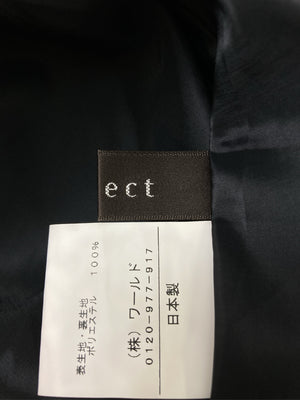 ect
表生地・裏生地
ポリエステル 100%
(株) ワールド
0120-977-917
日本製